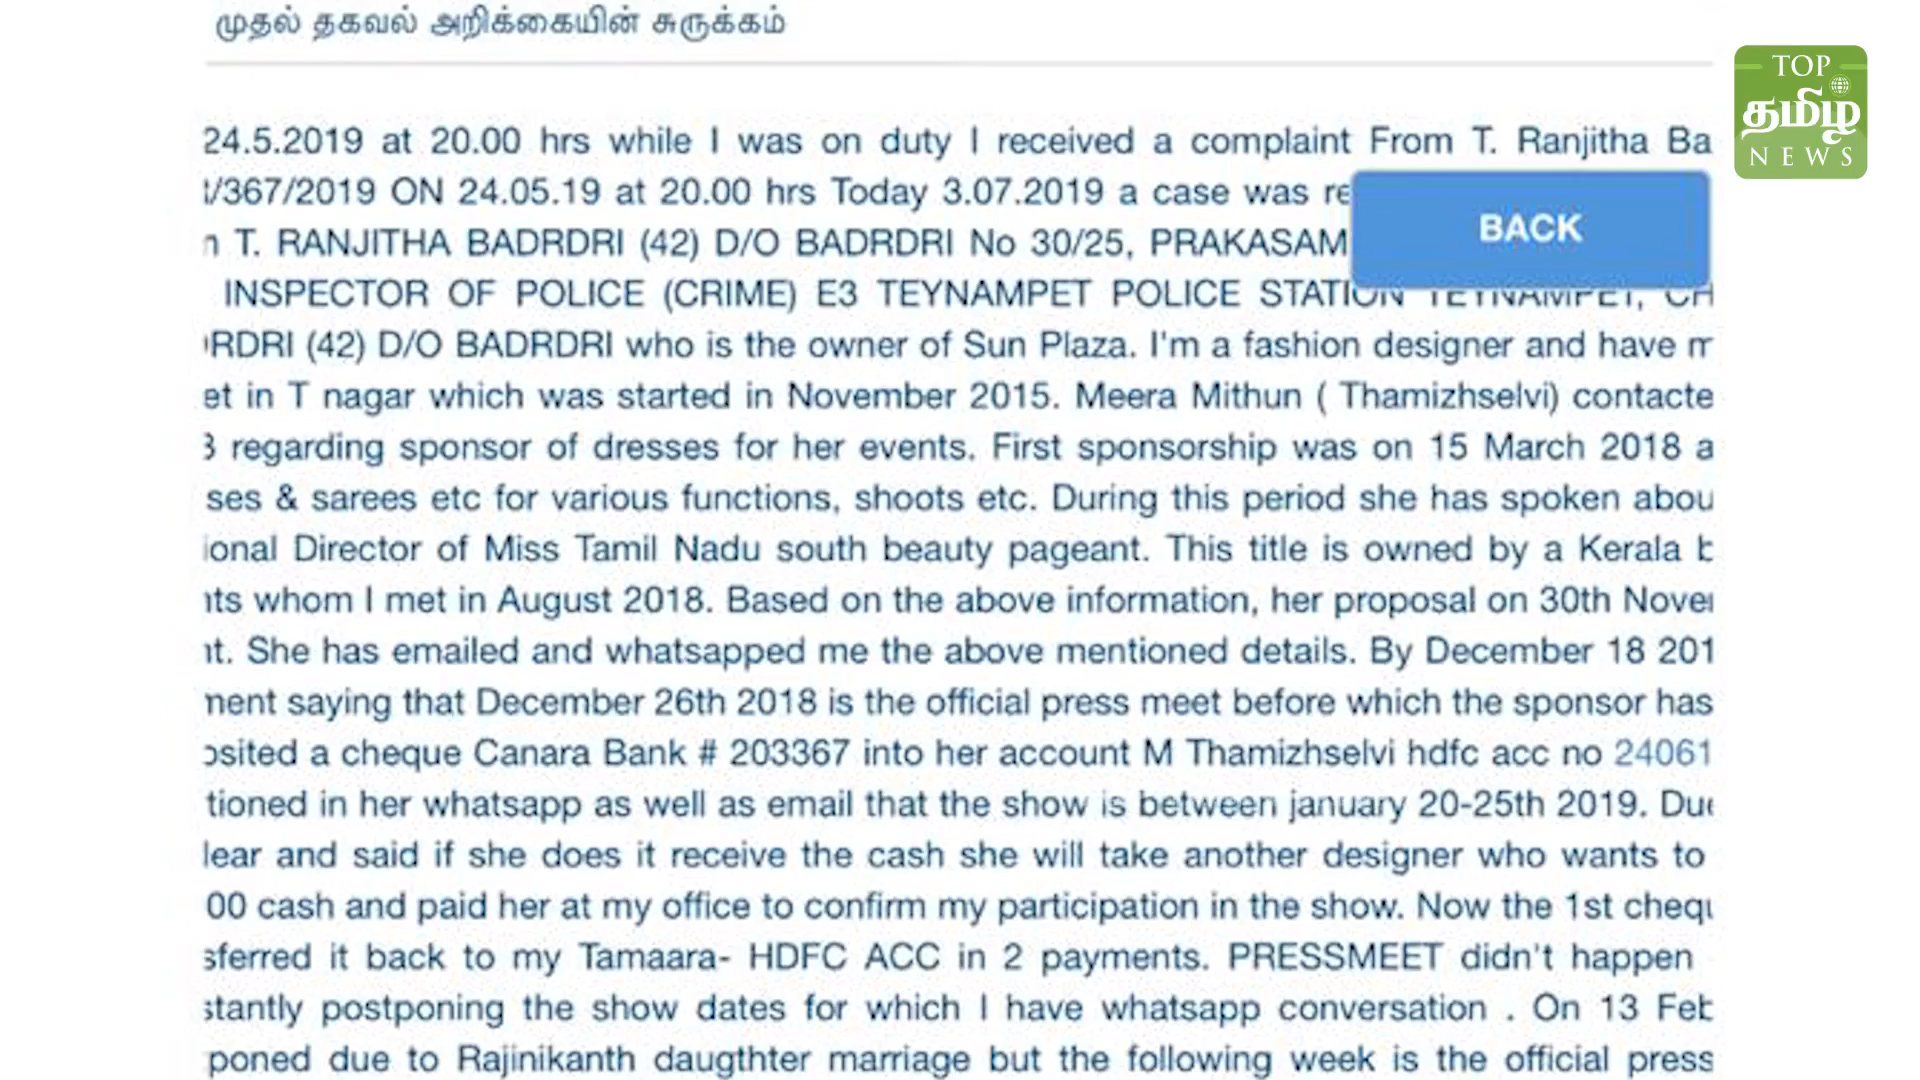 முதல் தகவல் அறிக்கையின் சுருக்கம்
TOP
தமிழ்
NEWS
24.5.2019 at 20.00 hrs while I was on duty I received a complaint From T. Ranjitha Ba
/367/2019 ON 24.05.19 at 20.00 hrs Today 3.07.2019 a case was re
BACK
n T. RANJITHA BADRDRI (42) D/O BADRDRI No 30/25, PRAKASAM
INSPECTOR OF POLICE (CRIME) E3 TEYNAMPET POLICE STATION TEYNAMPET, CH
RDRI (42) D/O BADRDRI who is the owner of Sun Plaza. I'm a fashion designer and have m
et in T nagar which was started in November 2015. Meera Mithun ( Thamizhselvi) contacte
3 regarding sponsor of dresses for her events. First sponsorship was on 15 March 2018 a
ses & sarees etc for various functions, shoots etc. During this period she has spoken abou
ional Director of Miss Tamil Nadu south beauty pageant. This title is owned by a Kerala b
nts whom I met in August 2018. Based on the above information, her proposal on 30th Nove
nt. She has emailed and whatsapped me the above mentioned details. By December 18 201
ment saying that December 26th 2018 is the official press meet before which the sponsor has
osited a cheque Canara Bank # 203367 into her account M Thamizhselvi hdfc acc no 24061
tioned in her whatsapp as well as email that the show is between january 20-25th 2019. Du
lear and said if she does it receive the cash she will take another designer who wants to
00 cash and paid her at my office to confirm my participation in the show. Now the 1st chequ
sferred it back to my Tamaara- HDFC ACC in 2 payments. PRESSMEET didn't happen
stantly postponing the show dates for which I have whatsapp conversation . On 13 Feb
poned due to Rajinikanth daugthter marriage but the following week is the official press